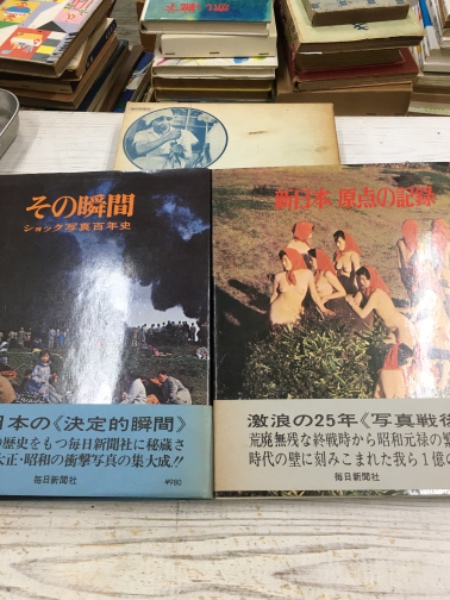 その瞬間
ショック写真百年史
日本の《決定的瞬間》
歴史をもつ毎日新聞社に秘蔵さ
大正・昭和の衝撃写真の集大成!!
毎日新聞社
¥980
新日本 原点の記録
激浪の25年《写真戦後
荒廃無残な終戦時から昭和元禄の繁
時代の壁に刻みこまれた我ら1億の
毎日新聞社